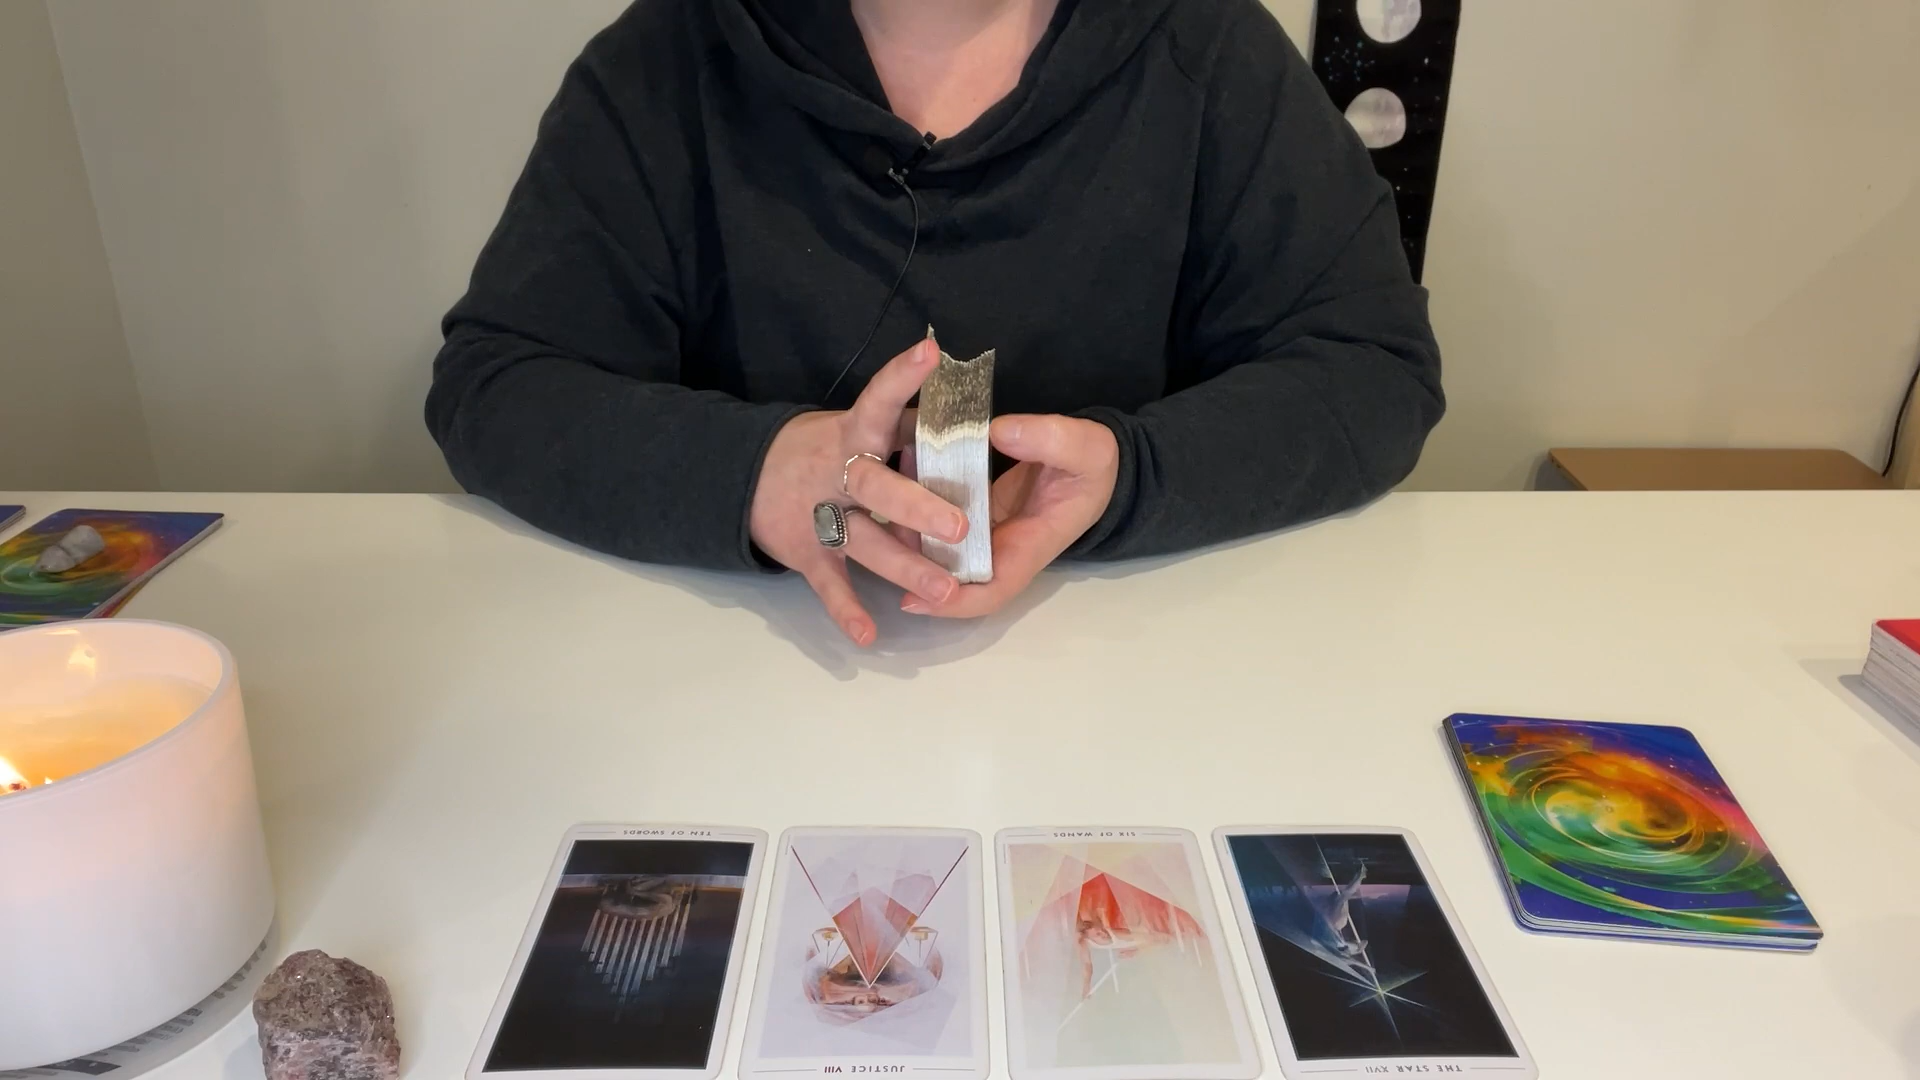 TEN OF SWORDS
JUSTICE VIII
SIX OF WANDS
THE STAR XVII